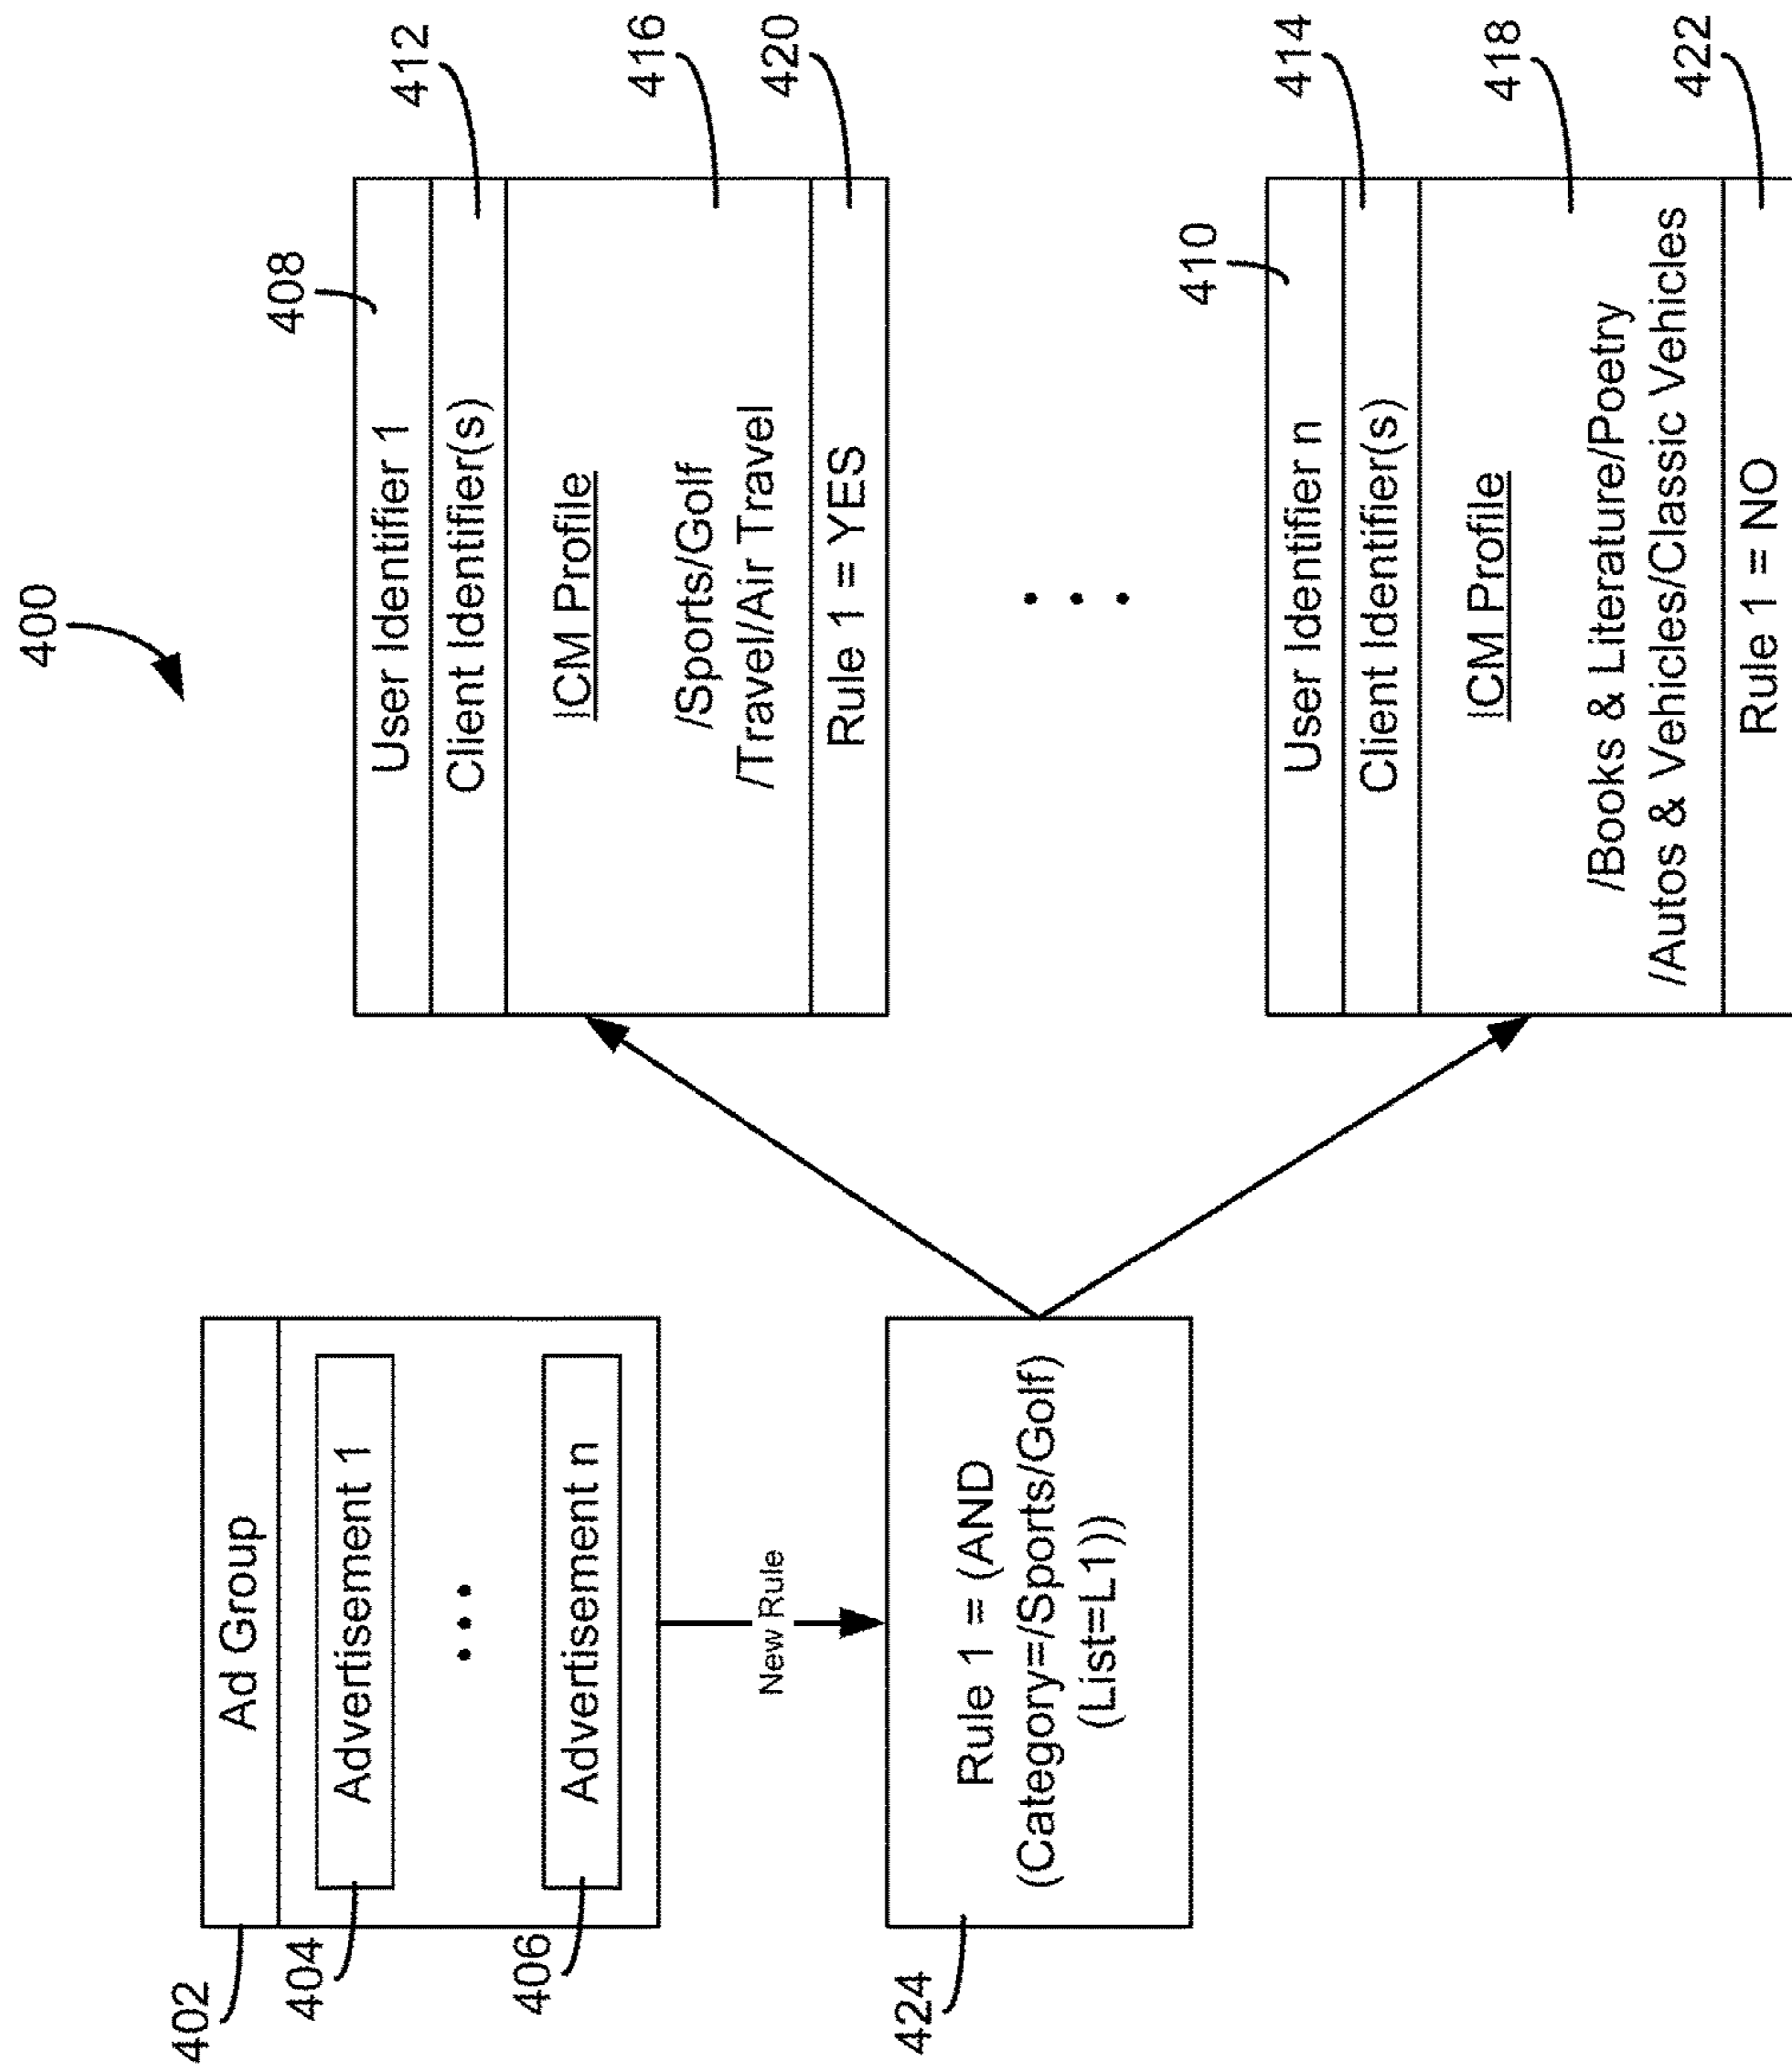 400
402
Ad Group
404
Advertisement 1
406
Advertisement n
New Rule
424
Rule 1 = (AND
(Category=/Sports/Golf)
(List=L1))
408
User Identifier 1
412
Client Identifier(s)
416
ICM Profile
/Sports/Golf
/Travel/Air Travel
420
Rule 1 = YES
410
User Identifier n
414
Client Identifier(s)
418
ICM Profile
/Books & Literature/Poetry
/Autos & Vehicles/Classic Vehicles
422
Rule 1 = NO